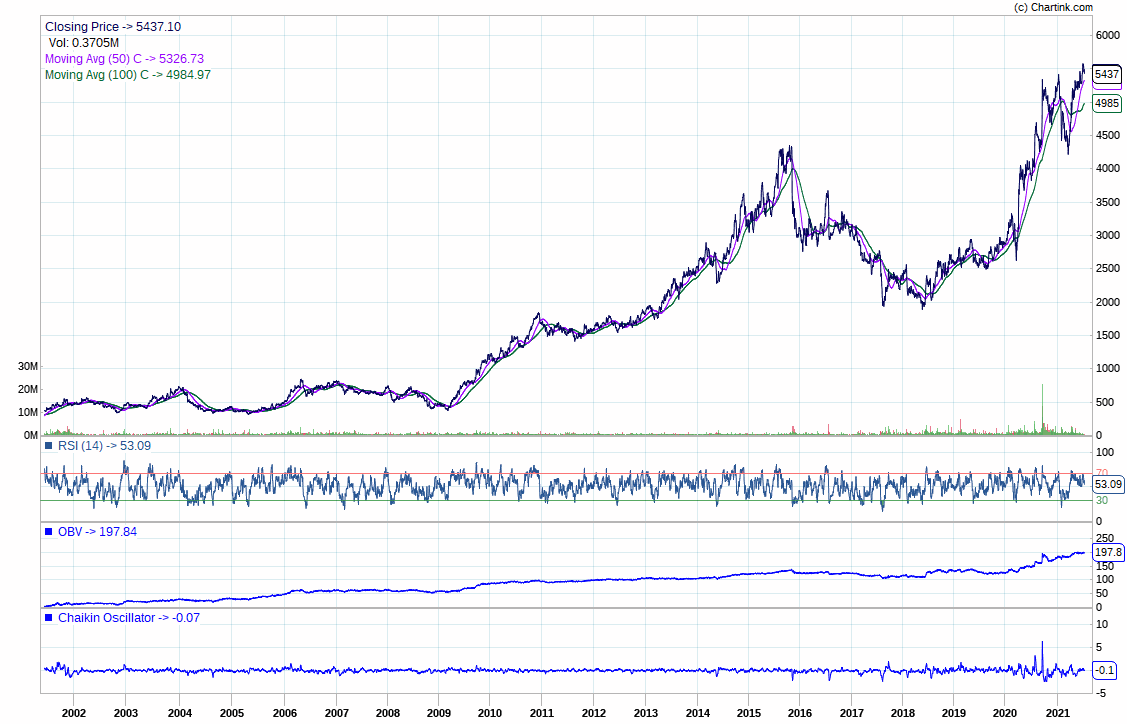 (c) Chartink.com
Closing Price -> 5437.10
Vol: 0.3705M
Moving Avg (50) C -> 5326.73
Moving Avg (100) C -> 4984.97
6000
5437
4985
4500
4000
3500
3000
2500
2000
1500
30M 1000
20M
500
10M
0M 0
RSI (14) -> 53.09
100
70
53.09
30
0
OBV -> 197.84
250
197.8
150
100
50
0
Chaikin Oscillator -> -0.07
10
5
-0.1
-5
2002 2003 2004 2005 2006 2007 2008 2009 2010 2011 2012 2013 2014 2015 2016 2017 2018 2019 2020 2021